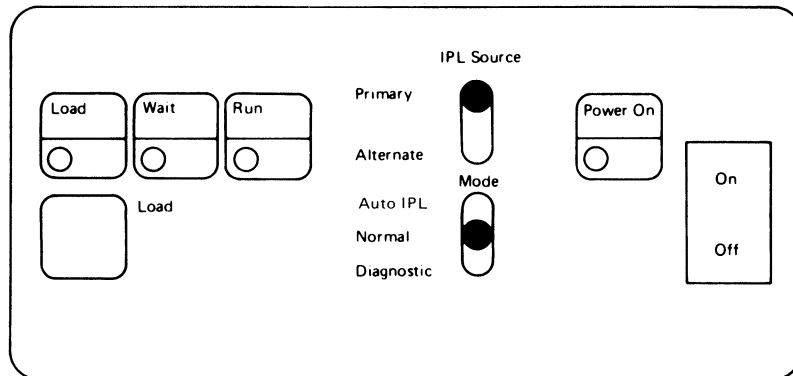 IPL Source
Load
Wait
Run
Primary
Power On
Alternate
Mode
On
Load
Auto IPL
Normal
Off
Diagnostic